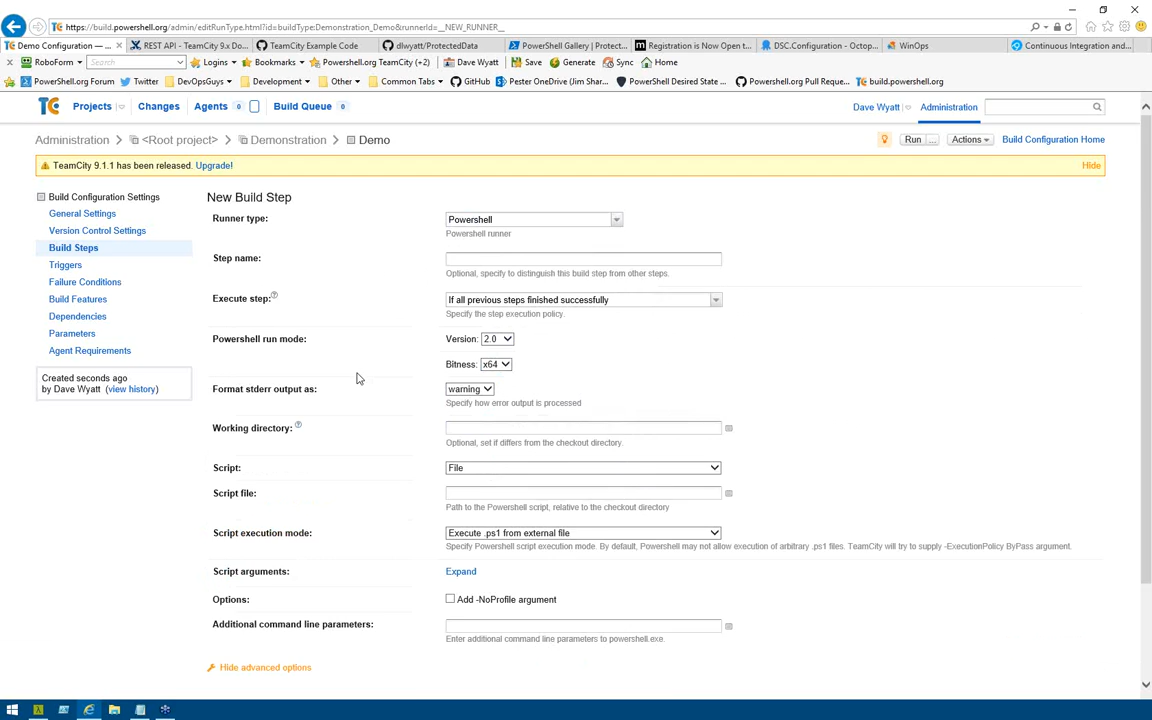 https://build.powershell.org/admin/editRunType.html?id=buildType:Demonstration_Demo&runnerId=__NEW_RUNNER__
Demo Configuration —...
REST API - TeamCity 9.x Do...
TeamCity Example Code
dlwyatt/ProtectedData
PowerShell Gallery | Protect...
Registration is Now Open t...
DSC.Configuration - Octop...
WinOps
Continuous Integration and...
RoboForm
Search
Logins
Bookmarks
Powershell.org TeamCity (+2)
Dave Wyatt
Save
Generate
Sync
Home
PowerShell.org Forum
Twitter
DevOpsGuys
Development
Other
Common Tabs
GitHub
Pester OneDrive (Jim Shar...
PowerShell Desired State ...
Powershell.org Pull Reque...
build.powershell.org
TC
Projects
Changes
Agents 0
Build Queue 0
Dave Wyatt
Administration
Administration
<Root project>
Demonstration
Demo
Run
...
Actions
Build Configuration Home
TeamCity 9.1.1 has been released. Upgrade!
Hide
Build Configuration Settings
General Settings
Version Control Settings
Build Steps
Triggers
Failure Conditions
Build Features
Dependencies
Parameters
Agent Requirements
Created seconds ago
by Dave Wyatt (view history)
New Build Step
Runner type:
Powershell
Powershell runner
Step name:
Optional, specify to distinguish this build step from other steps.
Execute step:
If all previous steps finished successfully
Specify the step execution policy.
Powershell run mode:
Version: 2.0
Bitness: x64
Format stderr output as:
warning
Specify how error output is processed
Working directory:
Optional, set if differs from the checkout directory.
Script:
File
Script file:
Path to the Powershell script, relative to the checkout directory
Script execution mode:
Execute .ps1 from external file
Specify Powershell script execution mode. By default, Powershell may not allow execution of arbitrary .ps1 files. TeamCity will try to supply -ExecutionPolicy ByPass argument.
Script arguments:
Expand
Options:
Add -NoProfile argument
Additional command line parameters:
Enter additional command line parameters to powershell.exe.
Hide advanced options